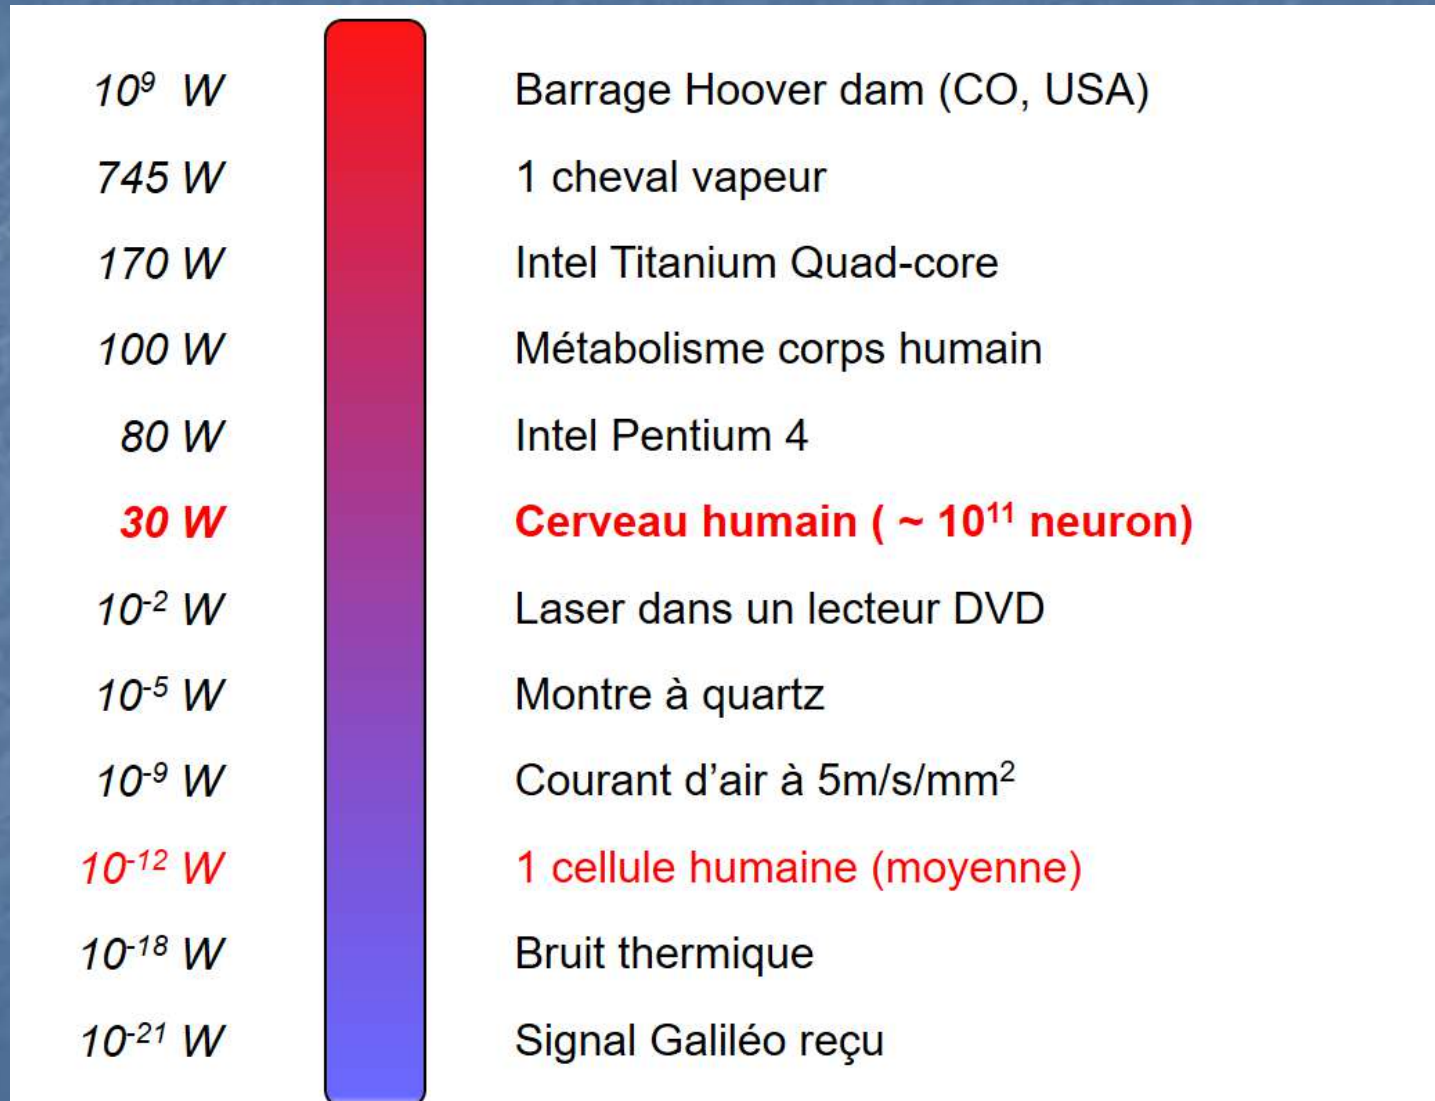 10⁹ W Barrage Hoover dam (CO, USA)
745 W 1 cheval vapeur
170 W Intel Titanium Quad-core
100 W Métabolisme corps humain
80 W Intel Pentium 4
30 W Cerveau humain ( ~ 10¹¹ neuron)
10⁻² W Laser dans un lecteur DVD
10⁻⁵ W Montre à quartz
10⁻⁹ W Courant d’air à 5m/s/mm²
10⁻¹² W 1 cellule humaine (moyenne)
10⁻¹⁸ W Bruit thermique
10⁻²¹ W Signal Galiléo reçu